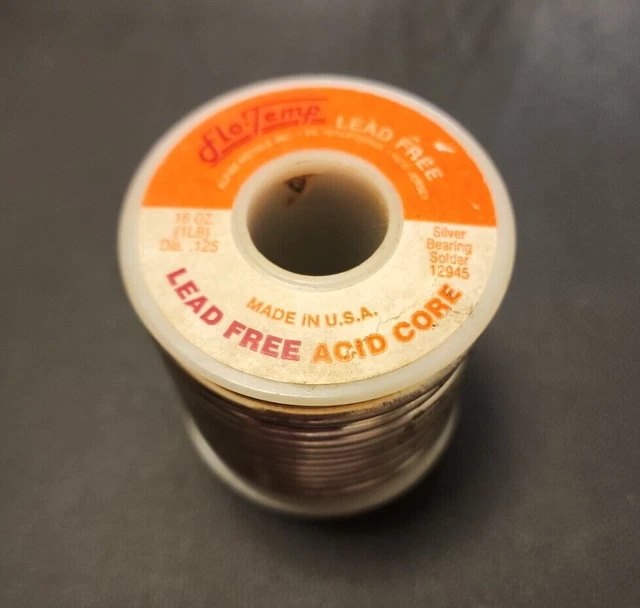 Flo-Temp LEAD FREE
16 OZ.
(1LB)
Dia. .125
Silver
Bearing
Solder
12945
MADE IN U.S.A.
LEAD FREE ACID CORE